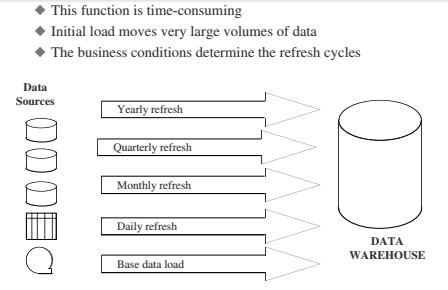 This function is time-consuming
Initial load moves very large volumes of data
The business conditions determine the refresh cycles
Data
Sources
Yearly refresh
Quarterly refresh
Monthly refresh
Daily refresh
Base data load
DATA
WAREHOUSE